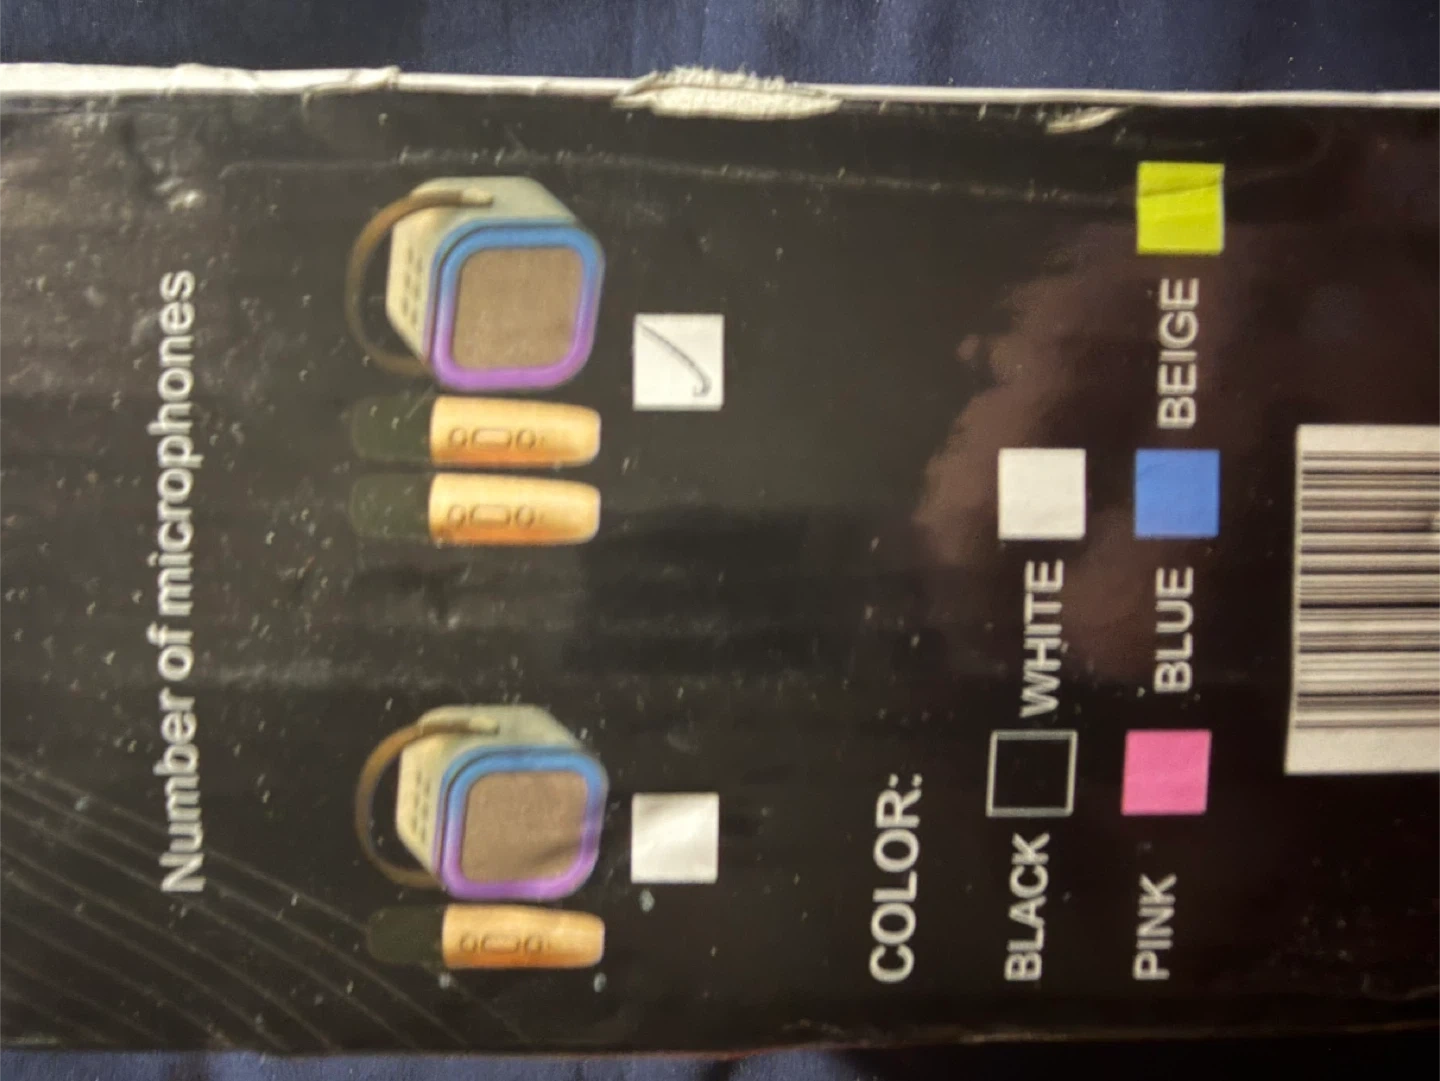 Number of microphones
COLOR:
BLACK WHITE
PINK BLUE BEIGE